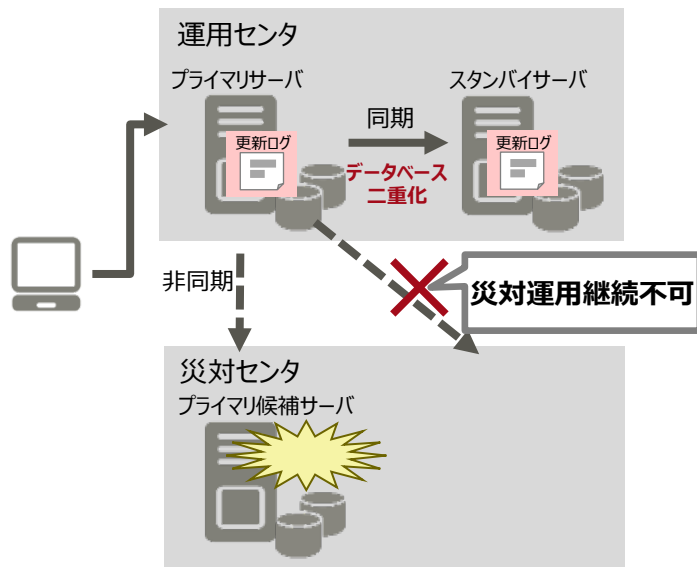 運用センタ
プライマリサーバ
スタンバイサーバ
更新ログ
同期
更新ログ
データベース
二重化
非同期
災対運用継続不可
災対センタ
プライマリ候補サーバ